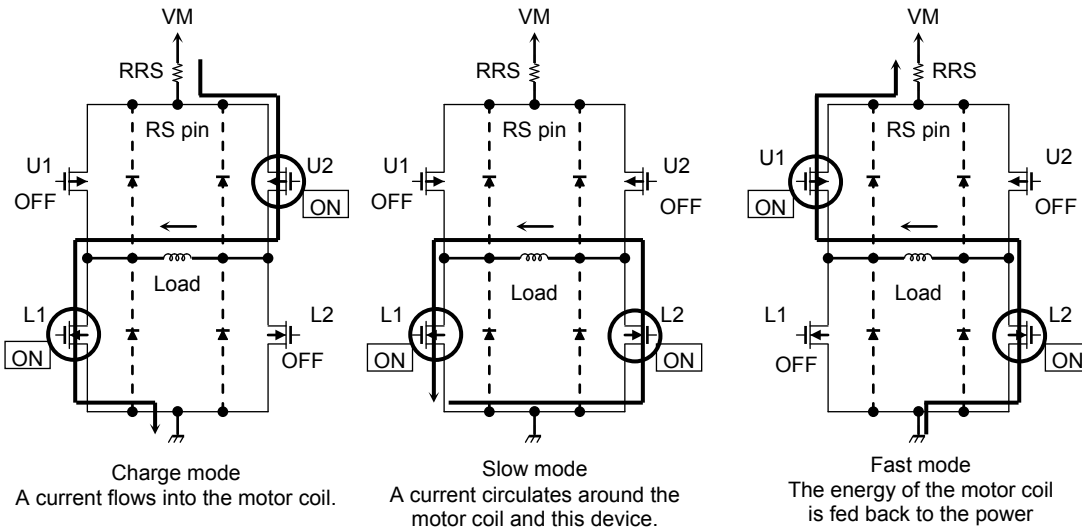 VM
RRS
RS pin
U1
OFF
U2
ON
Load
L1
ON
L2
OFF
Charge mode
A current flows into the motor coil.
VM
RRS
RS pin
U1
OFF
U2
OFF
Load
L1
ON
L2
ON
Slow mode
A current circulates around the
motor coil and this device.
VM
RRS
RS pin
U1
ON
U2
OFF
Load
L1
OFF
L2
ON
Fast mode
The energy of the motor coil
is fed back to the power